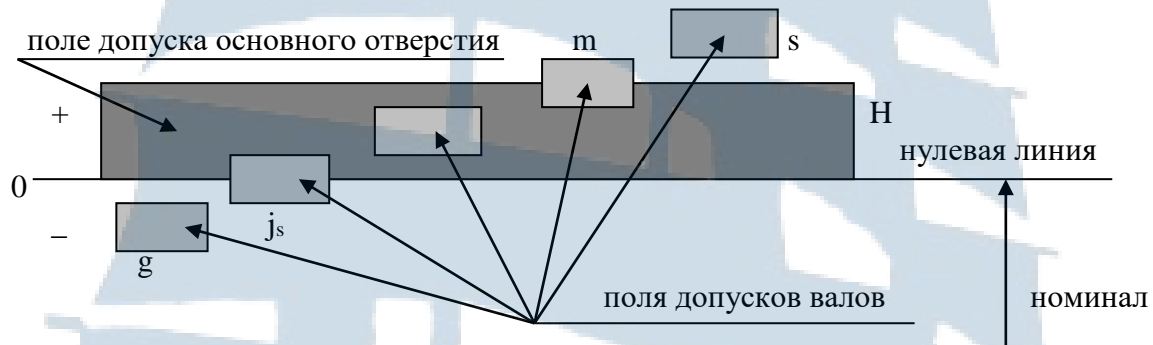 поле допуска основного отверстия
m
s
+
H
нулевая линия
0
–
js
g
поля допусков валов
номинал